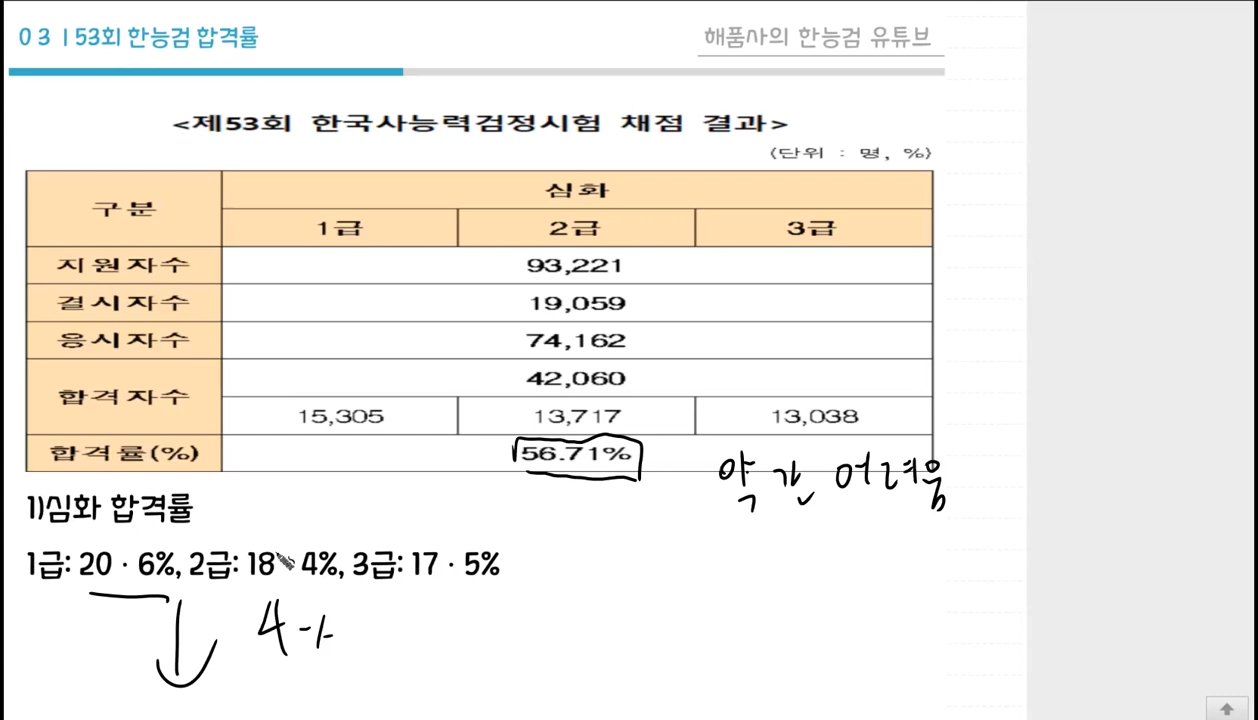 03 | 53회 한능검 합격률
해품사의 한능검 유튜브
<제53회 한국사능력검정시험 채점 결과>
(단위 : 명, %)
구분 심화
1급 2급 3급
지원자수 93,221
결시자수 19,059
응시자수 74,162
합격자수 42,060
15,305 13,717 13,038
합격률(%) 56.71%
약간 어려움
1)심화 합격률
1급: 20 · 6%, 2급: 18 4%, 3급: 17 · 5%
4